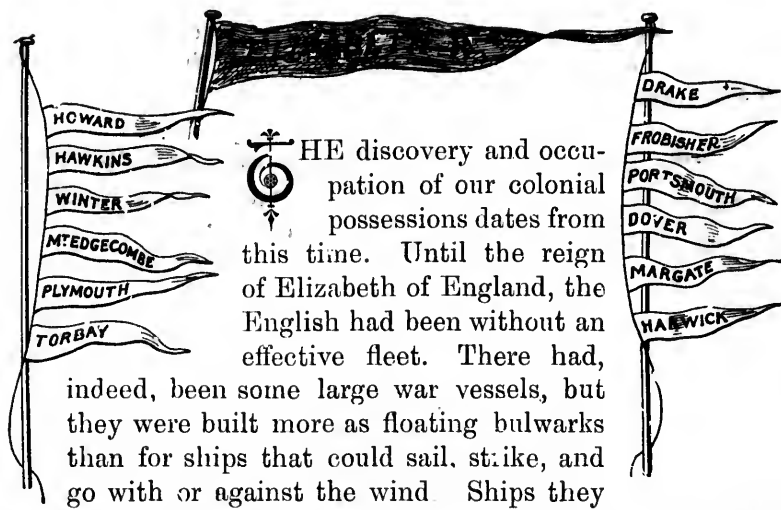 HOWARD
HAWKINS
WINTER
MT EDGECOMBE
PLYMOUTH
TORBAY
DRAKE
FROBISHER
PORTSMOUTH
DOVER
MARGATE
HARWICK
THE discovery and occu-
pation of our colonial
possessions dates from
this time. Until the reign
of Elizabeth of England, the
English had been without an
effective fleet. There had,
indeed, been some large war vessels, but
they were built more as floating bulwarks
than for ships that could sail, strike, and
go with or against the wind Ships they